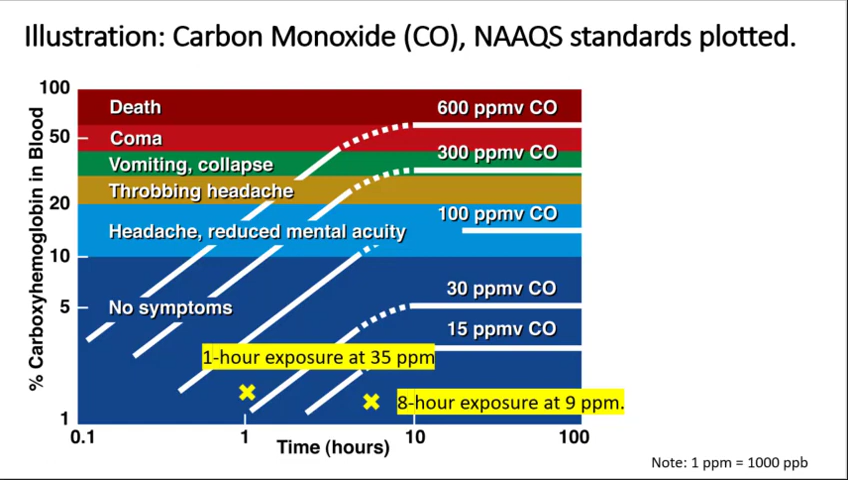 Illustration: Carbon Monoxide (CO), NAAQS standards plotted.
% Carboxyhemoglobin in Blood
100
50
20
10
5
1
Death
600 ppmv CO
Coma
Vomiting, collapse
300 ppmv CO
Throbbing headache
100 ppmv CO
Headache, reduced mental acuity
30 ppmv CO
No symptoms
15 ppmv CO
1-hour exposure at 35 ppm
8-hour exposure at 9 ppm.
0.1
1
10
100
Time (hours)
Note: 1 ppm = 1000 ppb